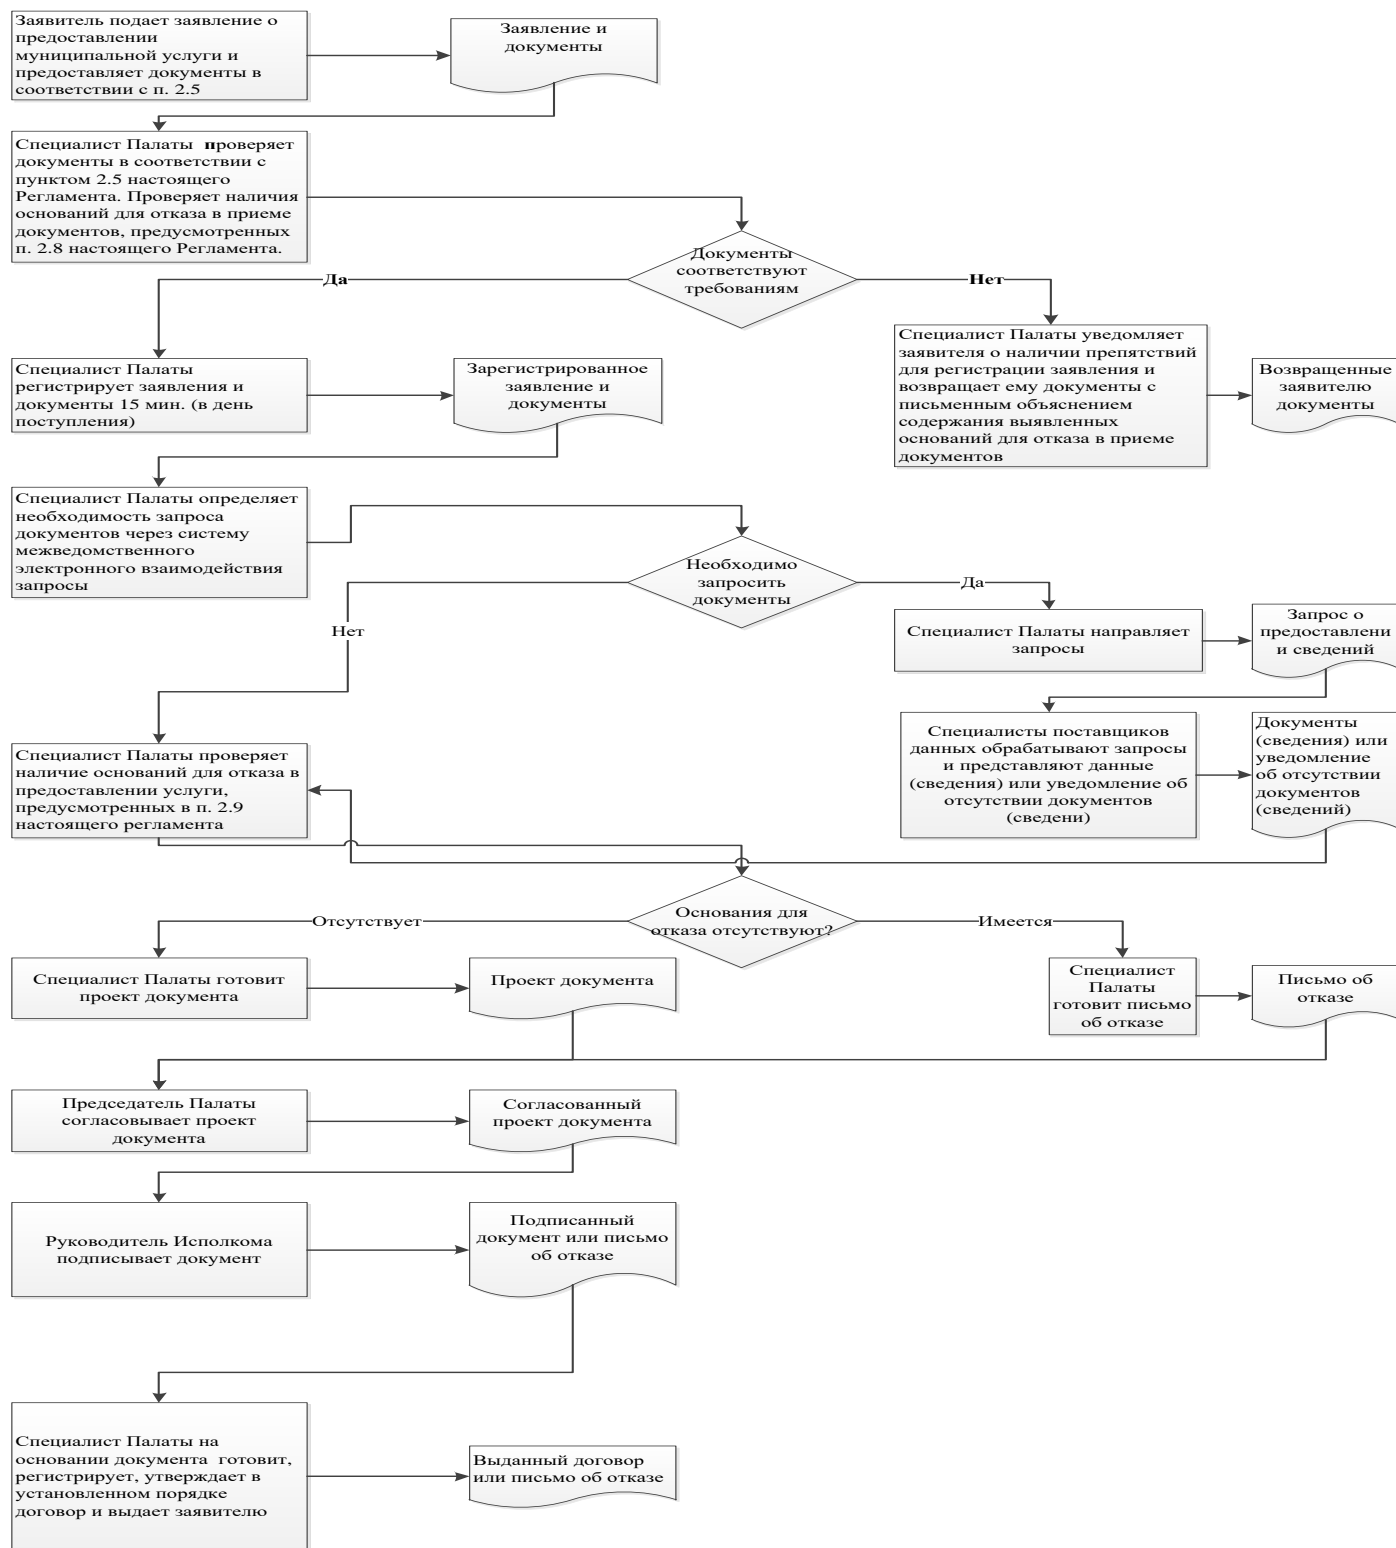 Заявитель подает заявление о
предоставлении
муниципальной услуги и
предоставляет документы в
соответствии с п. 2.5
Заявление и
документы
Специалист Палаты проверяет
документы в соответствии с
пунктом 2.5 настоящего
Регламента. Проверяет наличия
оснований для отказа в приеме
документов, предусмотренных
п. 2.8 настоящего Регламента.
Документы
соответствуют
требованиям
Да
Нет
Специалист Палаты
регистрирует заявления и
документы 15 мин. (в день
поступления)
Зарегистрированное
заявление и
документы
Специалист Палаты уведомляет
заявителя о наличии препятствий
для регистрации заявления и
возвращает ему документы с
письменным объяснением
содержания выявленных
оснований для отказа в приеме
документов
Возвращенные
заявителю
документы
Специалист Палаты определяет
необходимость запроса
документов через систему
межведомственного
электронного взаимодействия
запросы
Необходимо
запросить
документы
Да
Нет
Специалист Палаты направляет
запросы
Запрос о
предоставлени
и сведений
Специалисты поставщиков
данных обрабатывают запросы
и представляют данные
(сведения) или уведомление об
отсутствии документов
(сведени)
Документы
(сведения) или
уведомление
об отсутствии
документов
(сведений)
Специалист Палаты проверяет
наличие оснований для отказа в
предоставлении услуги,
предусмотренных в п. 2.9
настоящего регламента
Основания для
отказа отсутствуют?
Отсутствует
Имеется
Специалист Палаты готовит
проект документа
Проект документа
Специалист
Палаты
готовит письмо
об отказе
Письмо об
отказе
Председатель Палаты
согласовывает проект
документа
Согласованный
проект документа
Руководитель Исполкома
подписывает документ
Подписанный
документ или письмо
об отказе
Специалист Палаты на
основании документа готовит,
регистрирует, утверждает в
установленном порядке
договор и выдает заявителю
Выданный договор
или письмо об отказе